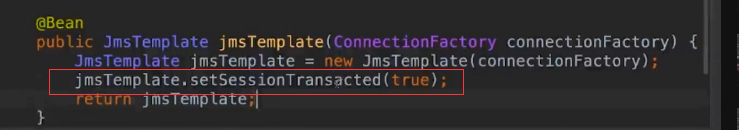 @Bean
public JmsTemplate jmsTemplate(ConnectionFactory connectionFactory) {
JmsTemplate jmsTemplate = new JmsTemplate(connectionFactory);
jmsTemplate.setSessionTransacted(true);
return jmsTemplate;
}